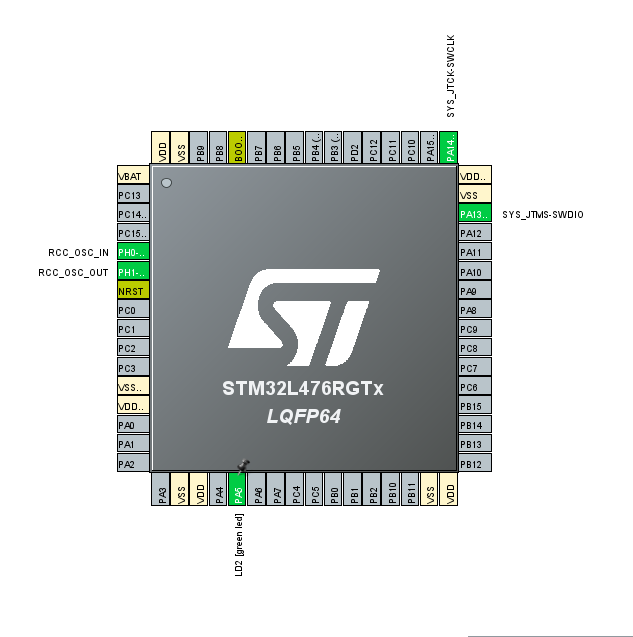 SYS_JTCK-SWCLK
VDD
VSS
PB9
PB8
BOO..
PB7
PB6
PB5
PB4 (..
PB3 (..
PD2
PC12
PC11
PC10
PA15..
PA14..
VBAT
PC13
PC14..
PC15..
RCC_OSC_IN PH0-..
RCC_OSC_OUT PH1-..
NRST
PC0
PC1
PC2
PC3
VSS..
VDD..
PA0
PA1
PA2
ST
STM32L476RGTx
LQFP64
VDD..
VSS
PA13.. SYS_JTMS-SWDIO
PA12
PA11
PA10
PA9
PA8
PC9
PC8
PC7
PC6
PB15
PB14
PB13
PB12
PA3
VSS
VDD
PA4
PA5
PA6
PA7
PC4
PC5
PB0
PB1
PB2
PB10
PB11
VSS
VDD
LD2 [green led]